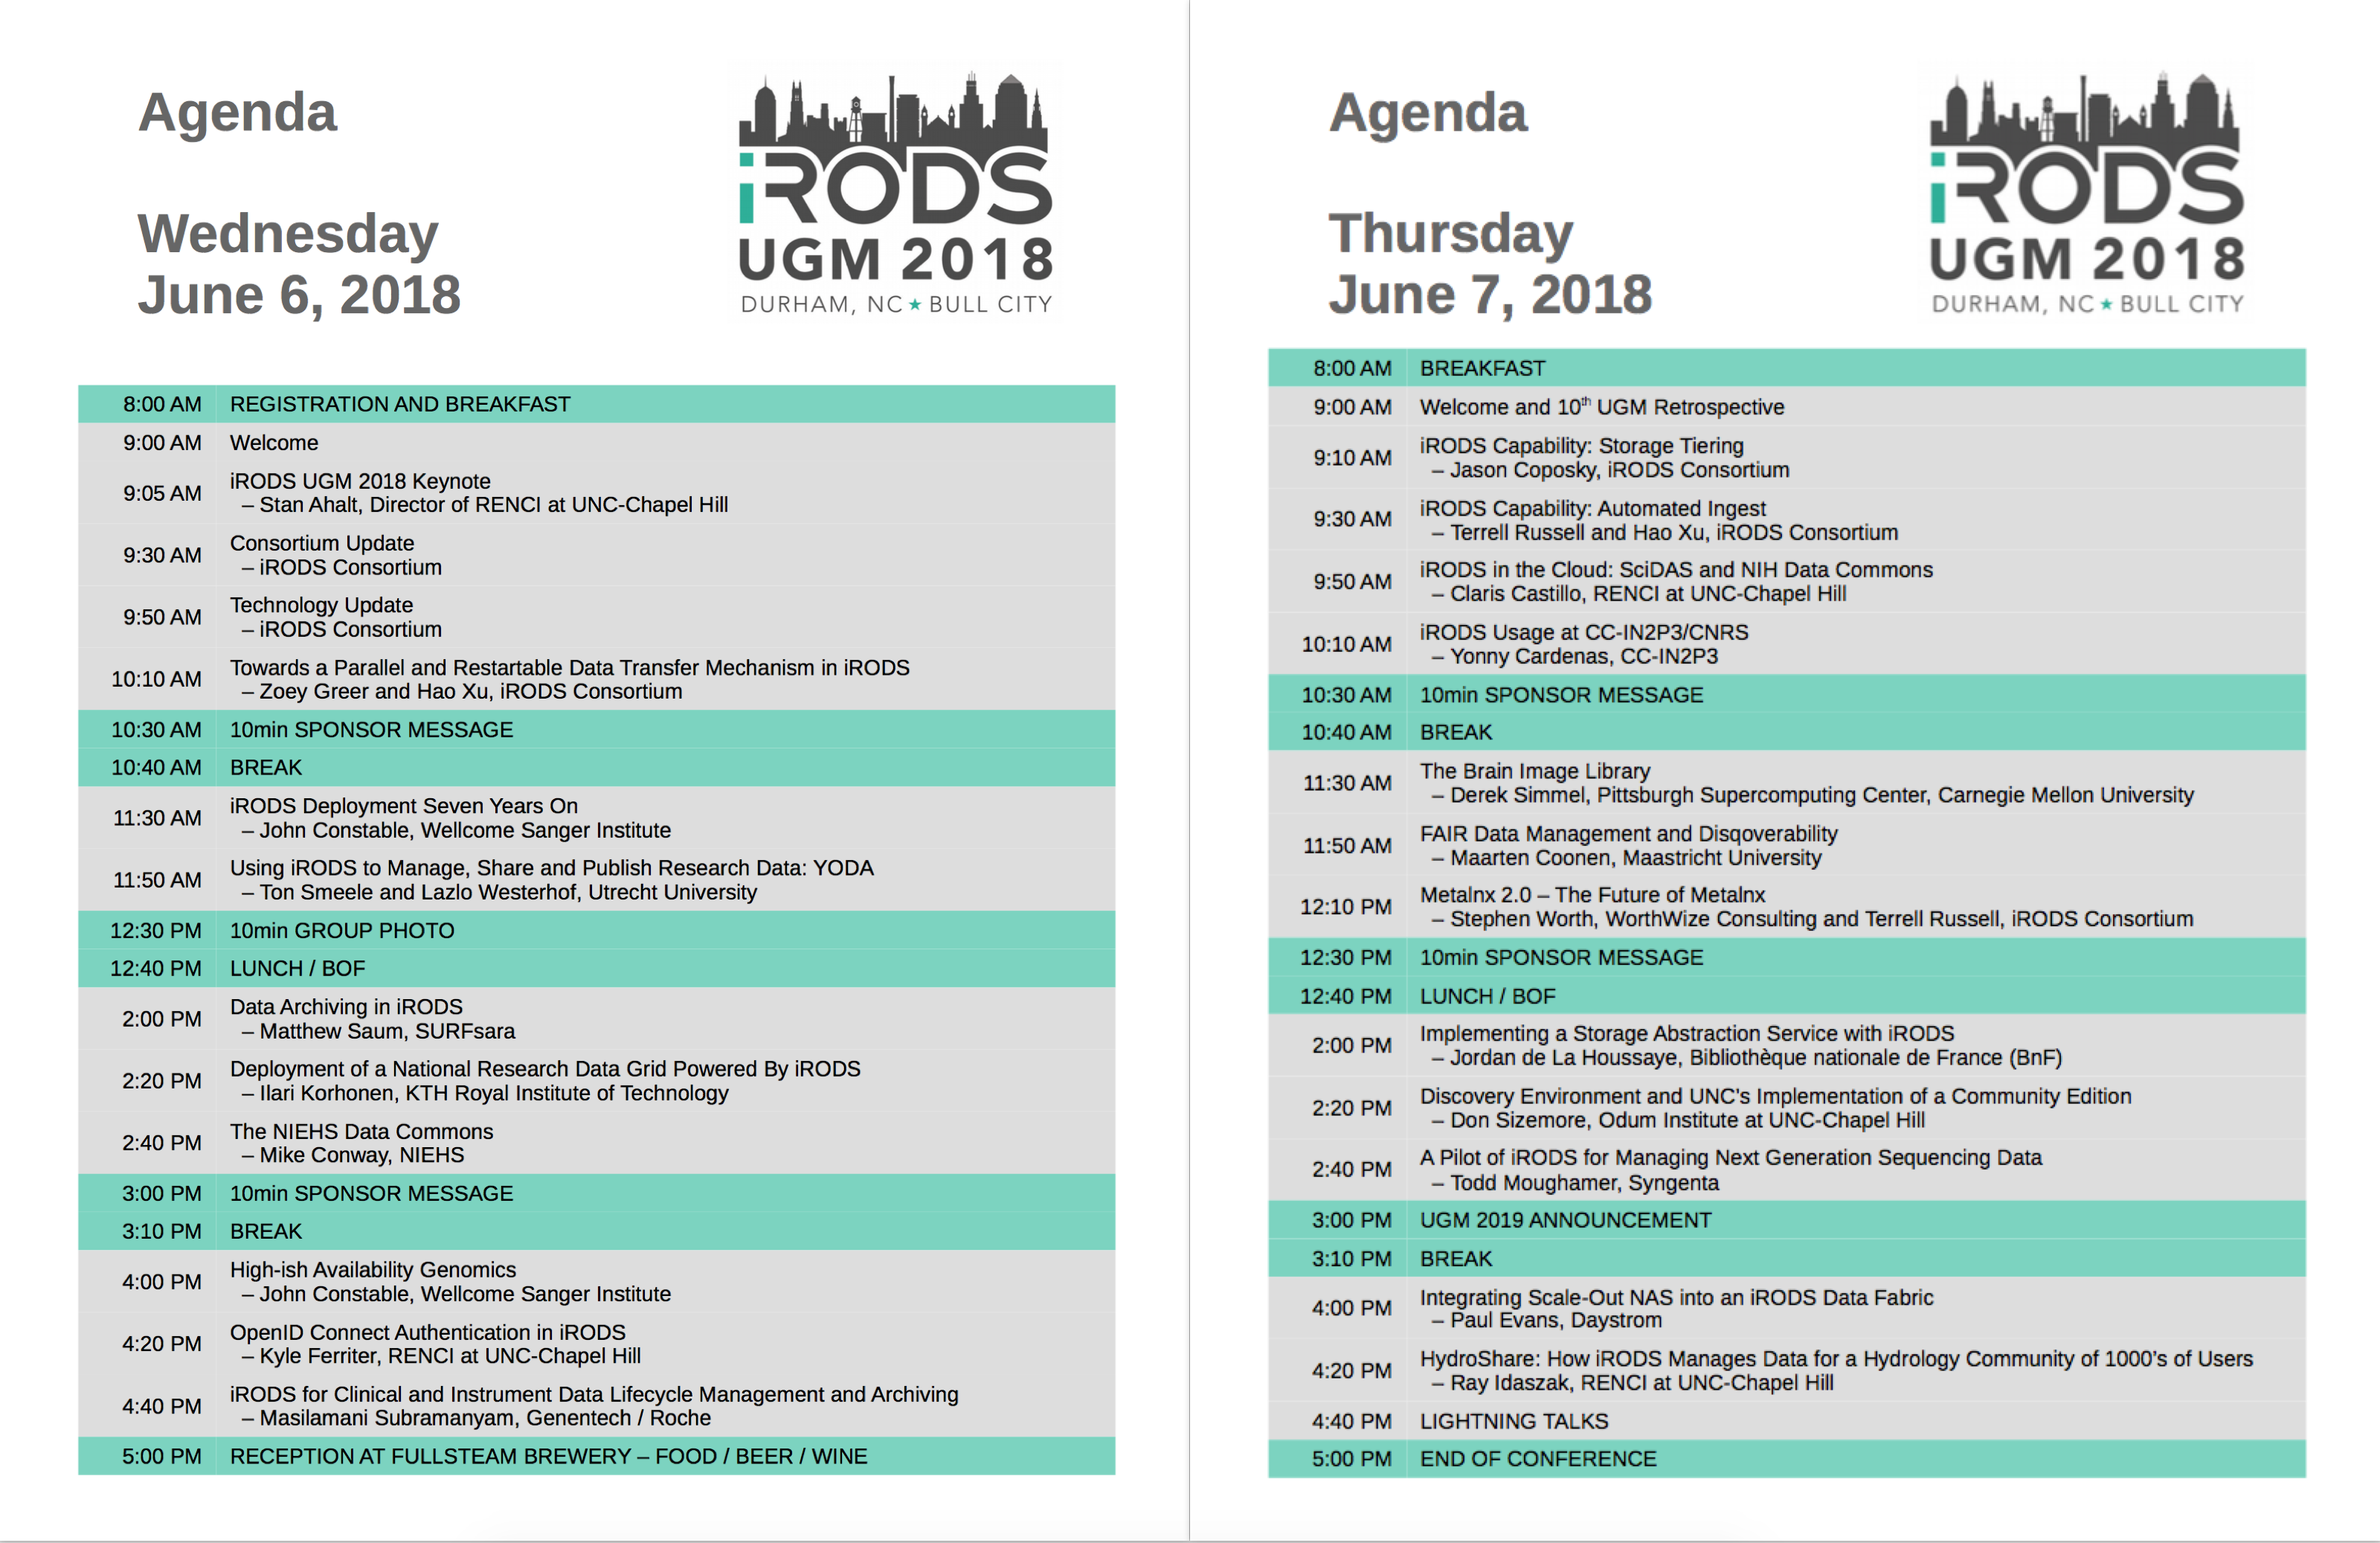 Agenda
Wednesday
June 6, 2018
iRODS
UGM 2018
DURHAM, NC ★ BULL CITY
8:00 AM REGISTRATION AND BREAKFAST
9:00 AM Welcome
9:05 AM iRODS UGM 2018 Keynote
– Stan Ahalt, Director of RENCI at UNC-Chapel Hill
9:30 AM Consortium Update
– iRODS Consortium
9:50 AM Technology Update
– iRODS Consortium
10:10 AM Towards a Parallel and Restartable Data Transfer Mechanism in iRODS
– Zoey Greer and Hao Xu, iRODS Consortium
10:30 AM 10min SPONSOR MESSAGE
10:40 AM BREAK
11:30 AM iRODS Deployment Seven Years On
– John Constable, Wellcome Sanger Institute
11:50 AM Using iRODS to Manage, Share and Publish Research Data: YODA
– Ton Smeele and Lazlo Westerhof, Utrecht University
12:30 PM 10min GROUP PHOTO
12:40 PM LUNCH / BOF
2:00 PM Data Archiving in iRODS
– Matthew Saum, SURFsara
2:20 PM Deployment of a National Research Data Grid Powered By iRODS
– Ilari Korhonen, KTH Royal Institute of Technology
2:40 PM The NIEHS Data Commons
– Mike Conway, NIEHS
3:00 PM 10min SPONSOR MESSAGE
3:10 PM BREAK
4:00 PM High-ish Availability Genomics
– John Constable, Wellcome Sanger Institute
4:20 PM OpenID Connect Authentication in iRODS
– Kyle Ferriter, RENCI at UNC-Chapel Hill
4:40 PM iRODS for Clinical and Instrument Data Lifecycle Management and Archiving
– Masilamani Subramanyam, Genentech / Roche
5:00 PM RECEPTION AT FULLSTEAM BREWERY – FOOD / BEER / WINE
Agenda
Thursday
June 7, 2018
iRODS
UGM 2018
DURHAM, NC ★ BULL CITY
8:00 AM BREAKFAST
9:00 AM Welcome and 10th UGM Retrospective
9:10 AM iRODS Capability: Storage Tiering
– Jason Coposky, iRODS Consortium
9:30 AM iRODS Capability: Automated Ingest
– Terrell Russell and Hao Xu, iRODS Consortium
9:50 AM iRODS in the Cloud: SciDAS and NIH Data Commons
– Claris Castillo, RENCI at UNC-Chapel Hill
10:10 AM iRODS Usage at CC-IN2P3/CNRS
– Yonny Cardenas, CC-IN2P3
10:30 AM 10min SPONSOR MESSAGE
10:40 AM BREAK
11:30 AM The Brain Image Library
– Derek Simmel, Pittsburgh Supercomputing Center, Carnegie Mellon University
11:50 AM FAIR Data Management and Disqoverability
– Maarten Coonen, Maastricht University
12:10 PM Metalnx 2.0 – The Future of Metalnx
– Stephen Worth, WorthWize Consulting and Terrell Russell, iRODS Consortium
12:30 PM 10min SPONSOR MESSAGE
12:40 PM LUNCH / BOF
2:00 PM Implementing a Storage Abstraction Service with iRODS
– Jordan de La Houssaye, Bibliothèque nationale de France (BnF)
2:20 PM Discovery Environment and UNC's Implementation of a Community Edition
– Don Sizemore, Odum Institute at UNC-Chapel Hill
2:40 PM A Pilot of iRODS for Managing Next Generation Sequencing Data
– Todd Moughamer, Syngenta
3:00 PM UGM 2019 ANNOUNCEMENT
3:10 PM BREAK
4:00 PM Integrating Scale-Out NAS into an iRODS Data Fabric
– Paul Evans, Daystrom
4:20 PM HydroShare: How iRODS Manages Data for a Hydrology Community of 1000's of Users
– Ray Idaszak, RENCI at UNC-Chapel Hill
4:40 PM LIGHTNING TALKS
5:00 PM END OF CONFERENCE